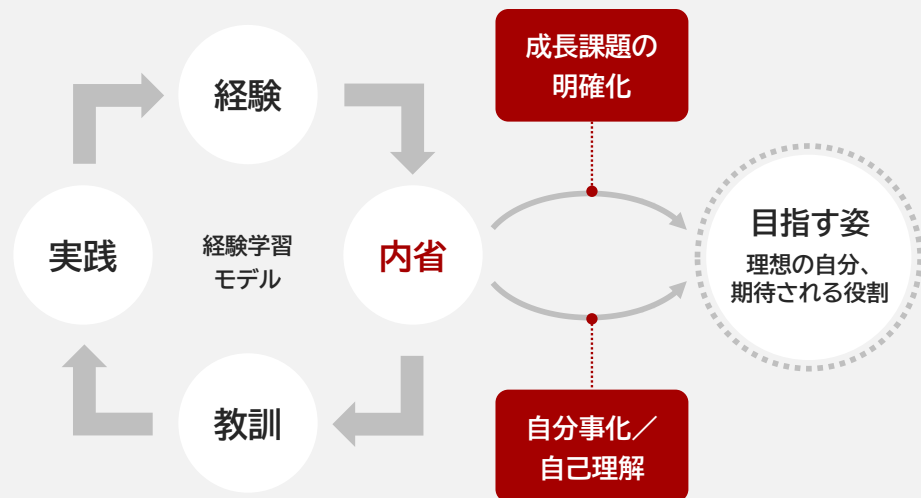 成長課題の
明確化
経験
実践
経験学習
モデル
内省
目指す姿
理想の自分、
期待される役割
教訓
自分事化／
自己理解